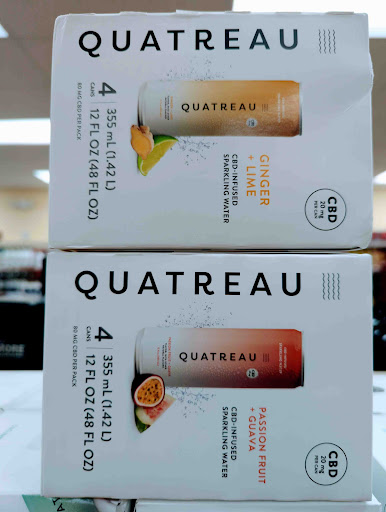 QUATREAU
4
CANS
355 mL (1.42 L)
12 FL OZ (48 FL OZ)
80 MG CBD PER PACK
QUATREAU
GINGER
+ LIME
CBD-INFUSED
SPARKLING WATER
CBD
20 mg
PER CAN
QUATREAU
4
CANS
355 mL (1.42 L)
12 FL OZ (48 FL OZ)
80 MG CBD PER PACK
QUATREAU
PASSION FRUIT
+ GUAVA
CBD-INFUSED
SPARKLING WATER
CBD
20 mg
PER CAN